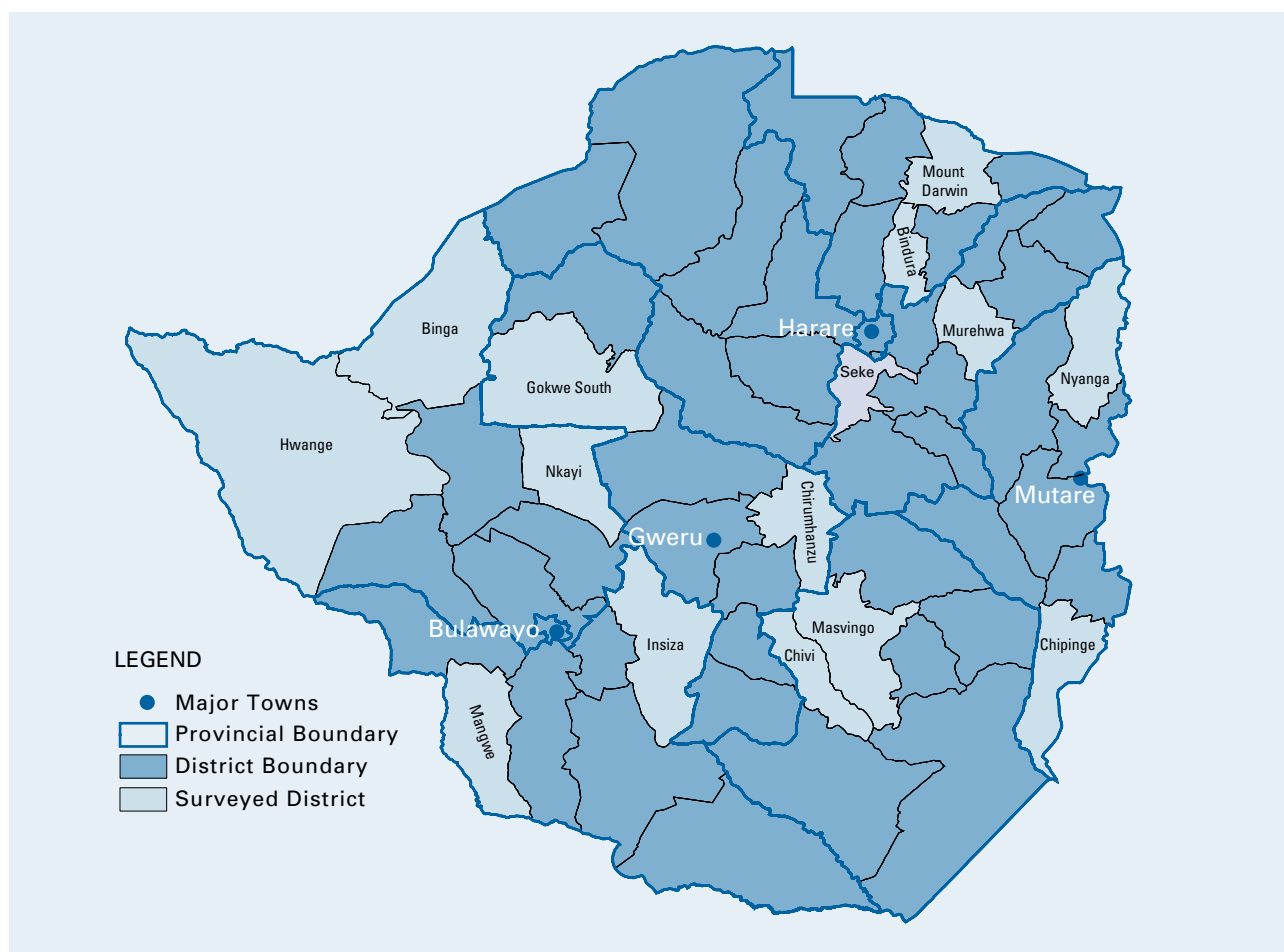 Mount
Darwin
Bindura
Binga
Harare
Murehwa
Seke
Nyanga
Gokwe South
Hwange
Nkayi
Chirumhanzu
Mutare
Gweru
Bulawayo
Masvingo
Insiza
Chivi
Chipinge
Mangwe
LEGEND
Major Towns
Provincial Boundary
District Boundary
Surveyed District